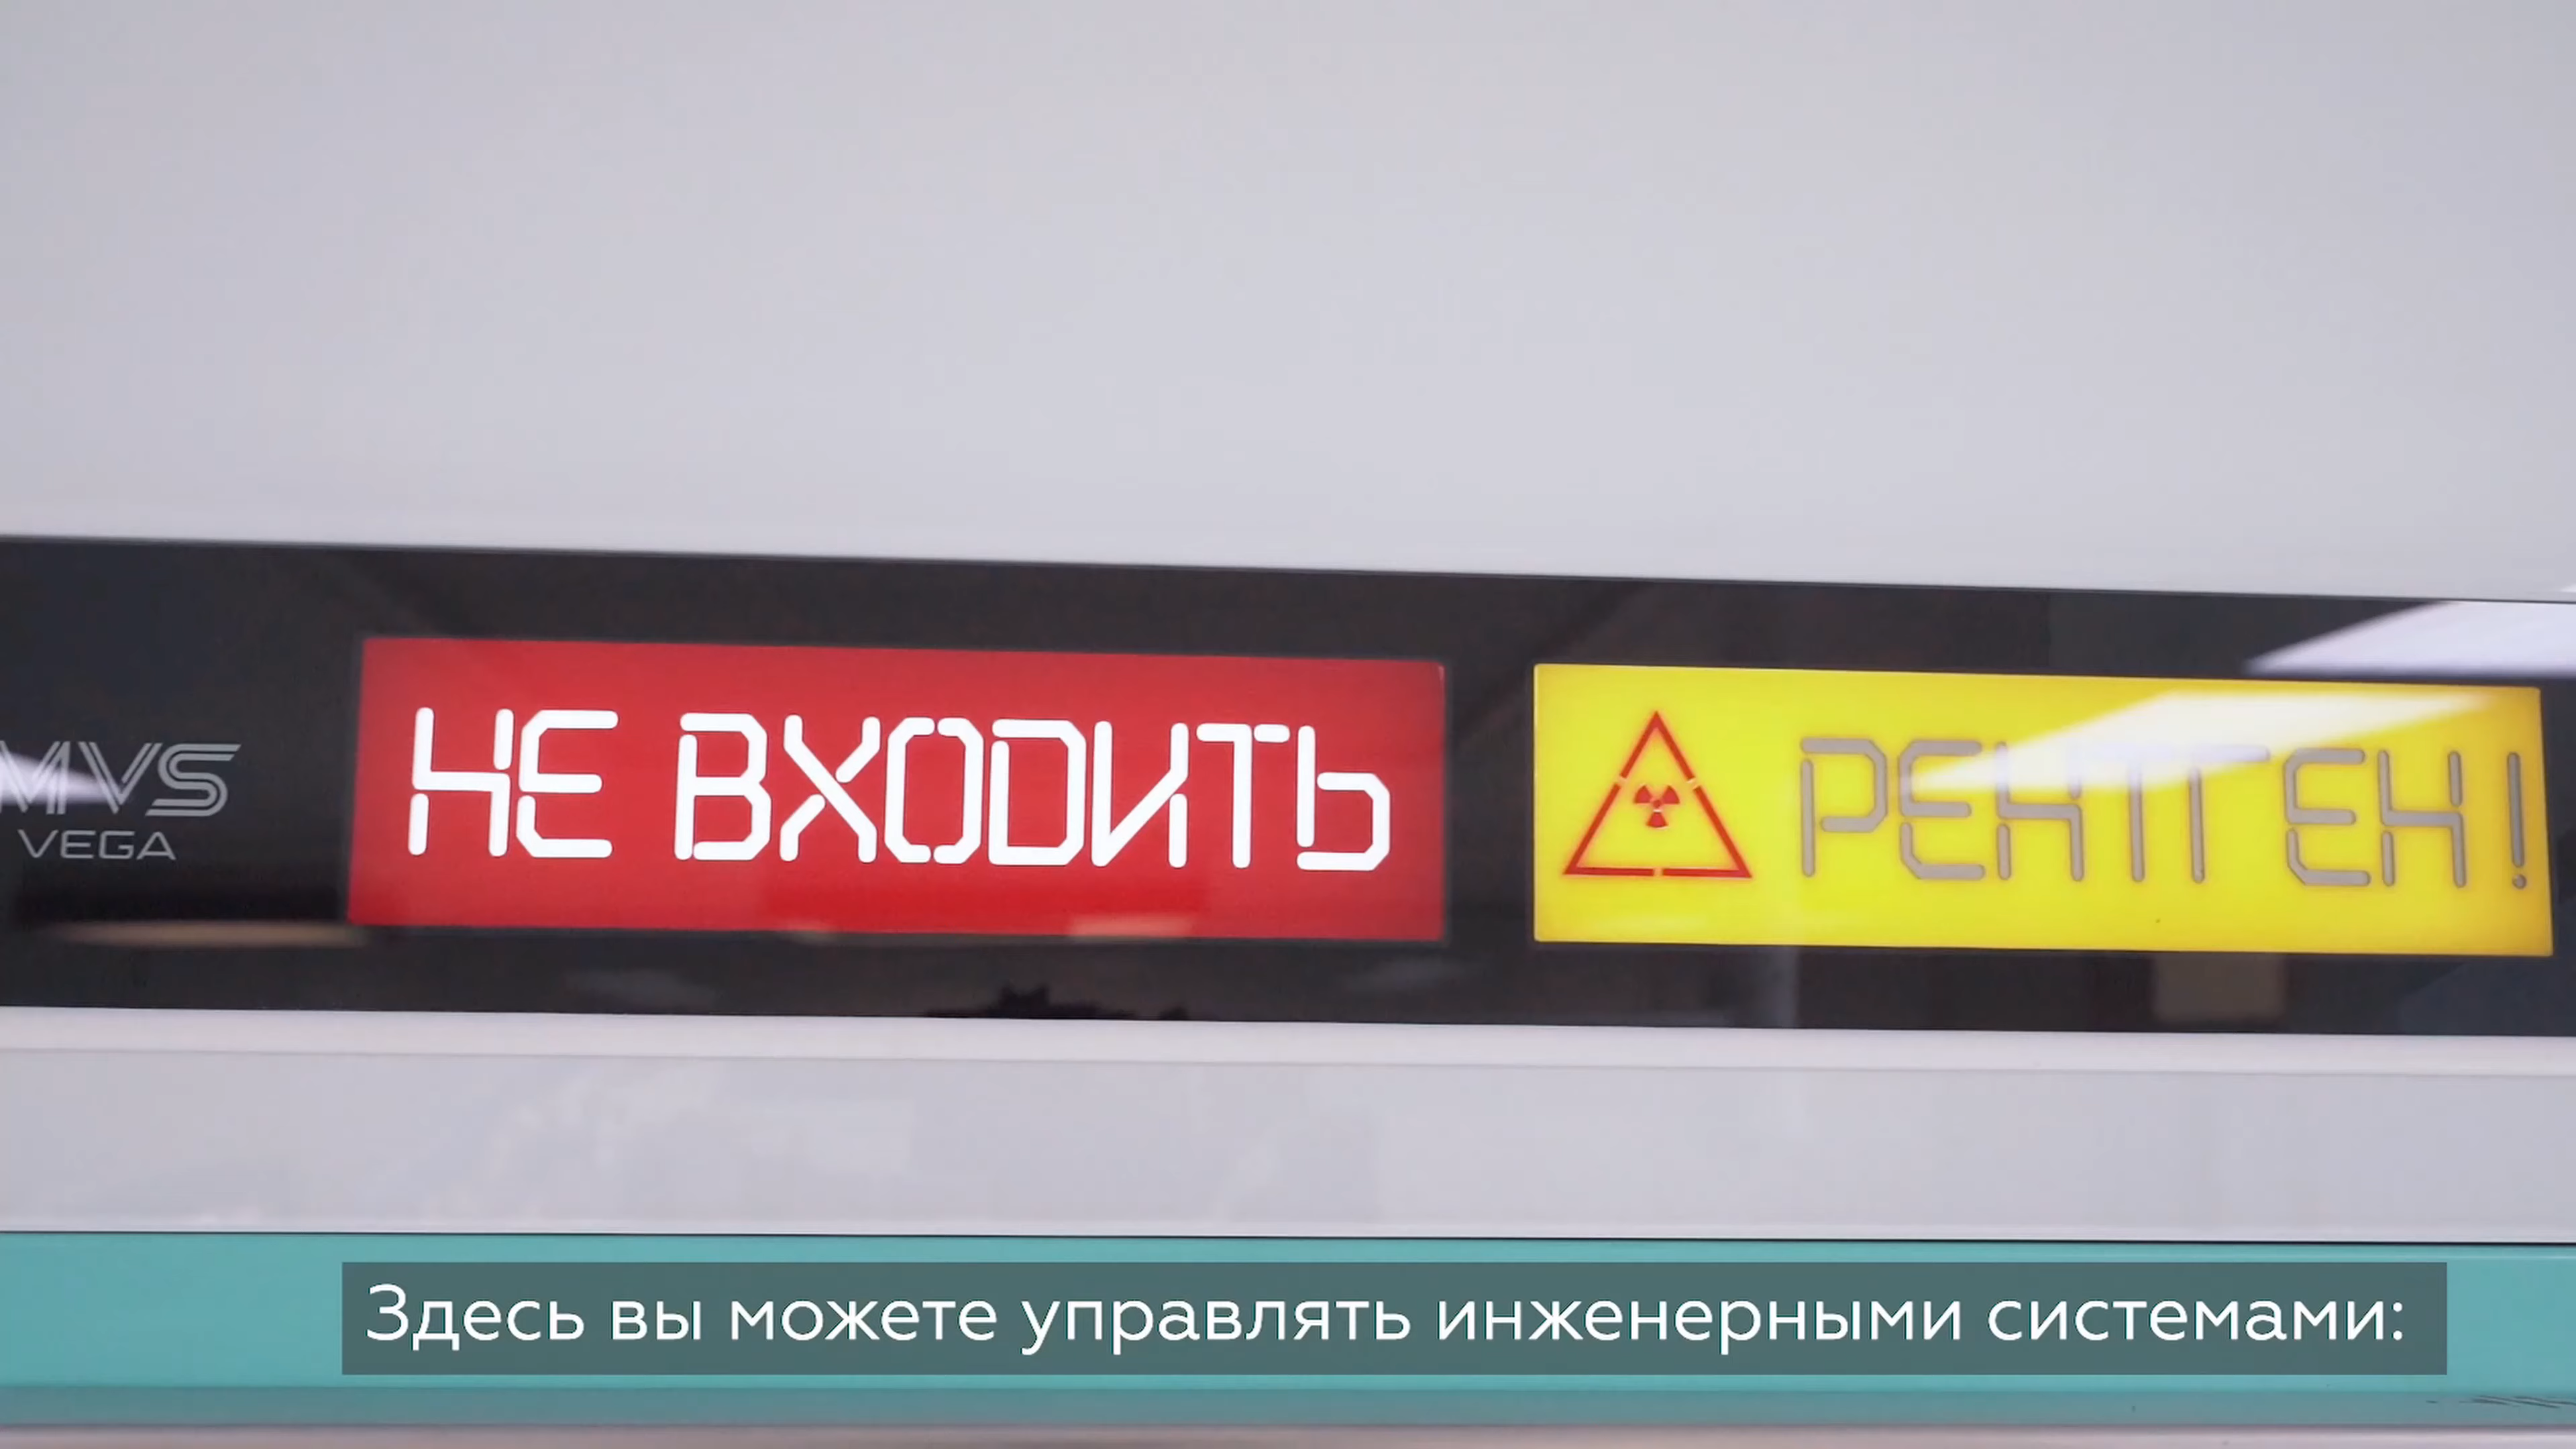 MVS
VEGA
НЕ ВХОДИТЬ
РЕНТГЕН!
Здесь вы можете управлять инженерными системами: